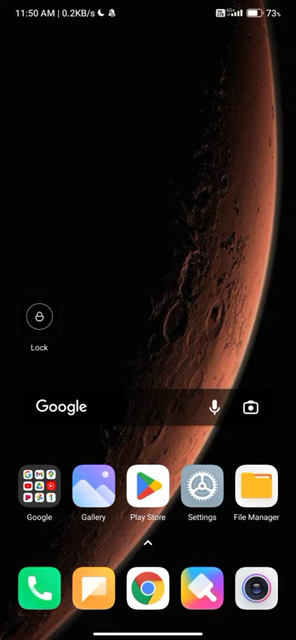 11:50 AM | 0.2KB/s
73%
Lock
Google
Google
Gallery
Play Store
Settings
File Manager